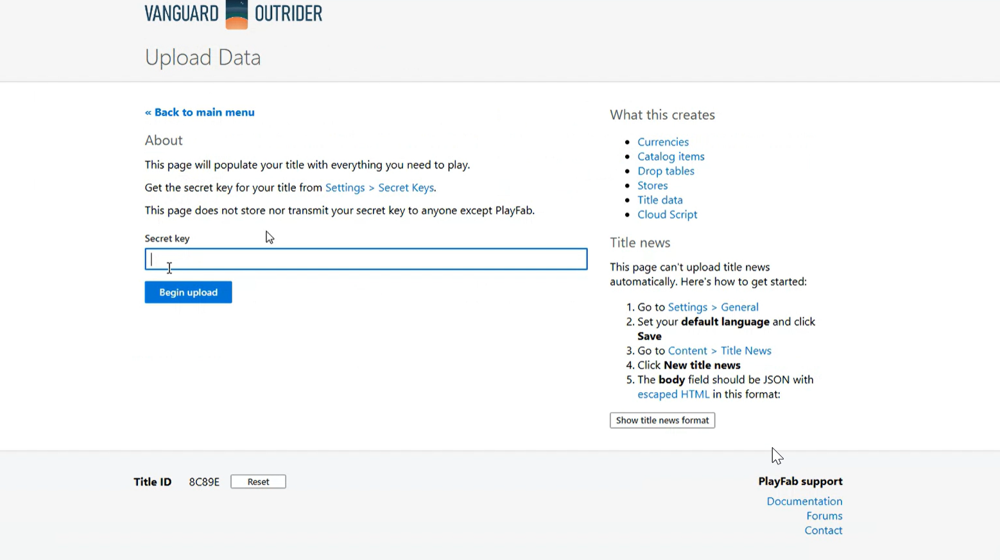 VANGUARD OUTRIDER
Upload Data
« Back to main menu
About
This page will populate your title with everything you need to play.
Get the secret key for your title from Settings > Secret Keys.
This page does not store nor transmit your secret key to anyone except PlayFab.
Secret key
Begin upload
What this creates
• Currencies
• Catalog items
• Drop tables
• Stores
• Title data
• Cloud Script
Title news
This page can't upload title news
automatically. Here's how to get started:
1. Go to Settings > General
2. Set your default language and click
Save
3. Go to Content > Title News
4. Click New title news
5. The body field should be JSON with
escaped HTML in this format:
Show title news format
Title ID 8C89E Reset
PlayFab support
Documentation
Forums
Contact